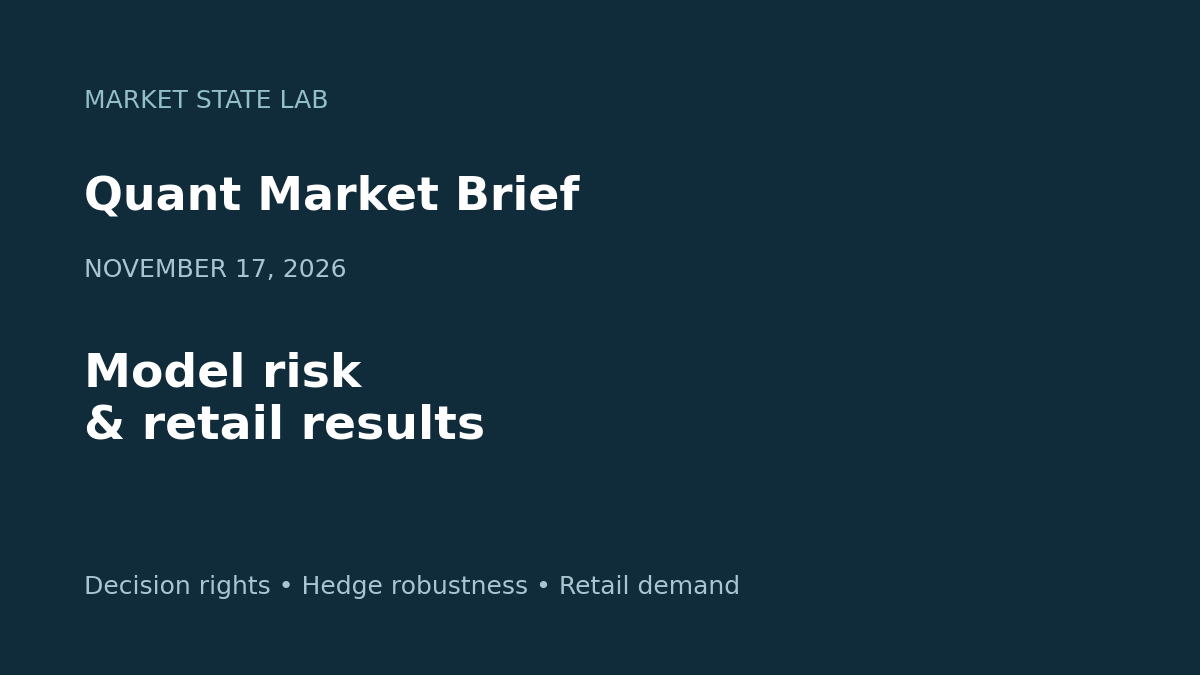 MARKET STATE LAB
Quant Market Brief
NOVEMBER 17, 2026
Model risk
& retail results
Decision rights • Hedge robustness • Retail demand